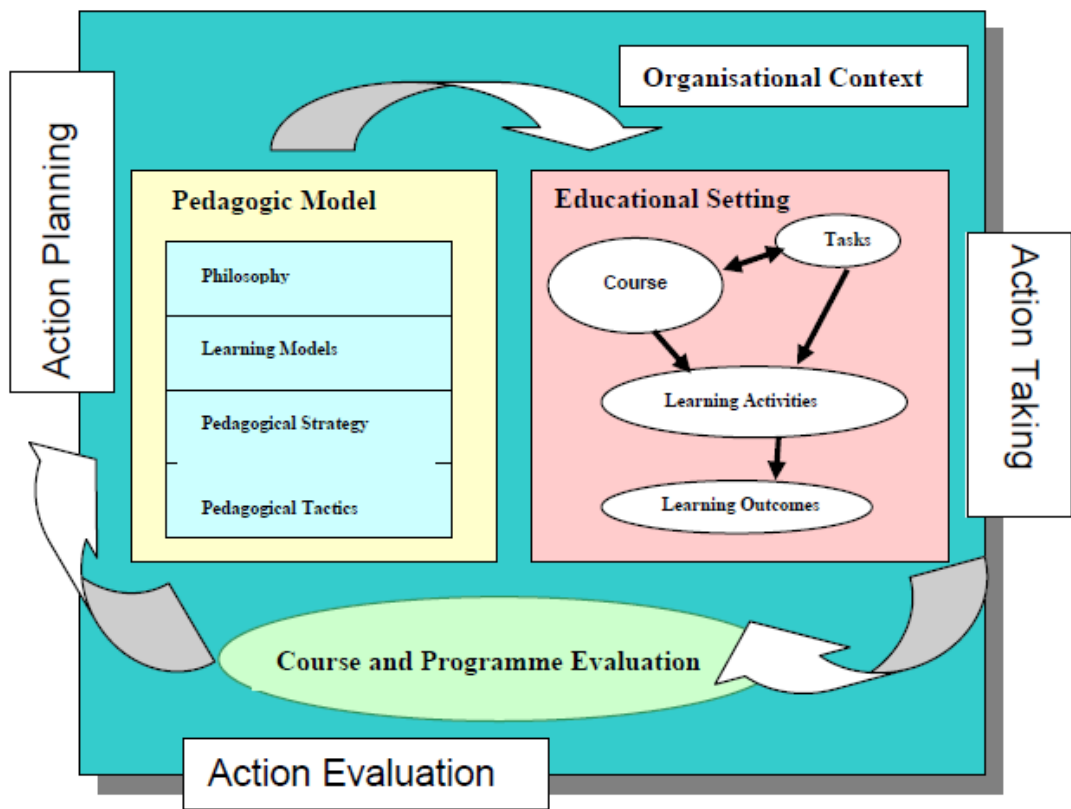 Organisational Context
Action Planning
Pedagogic Model
Philosophy
Learning Models
Pedagogical Strategy
Pedagogical Tactics
Educational Setting
Tasks
Course
Learning Activities
Learning Outcomes
Action Taking
Course and Programme Evaluation
Action Evaluation